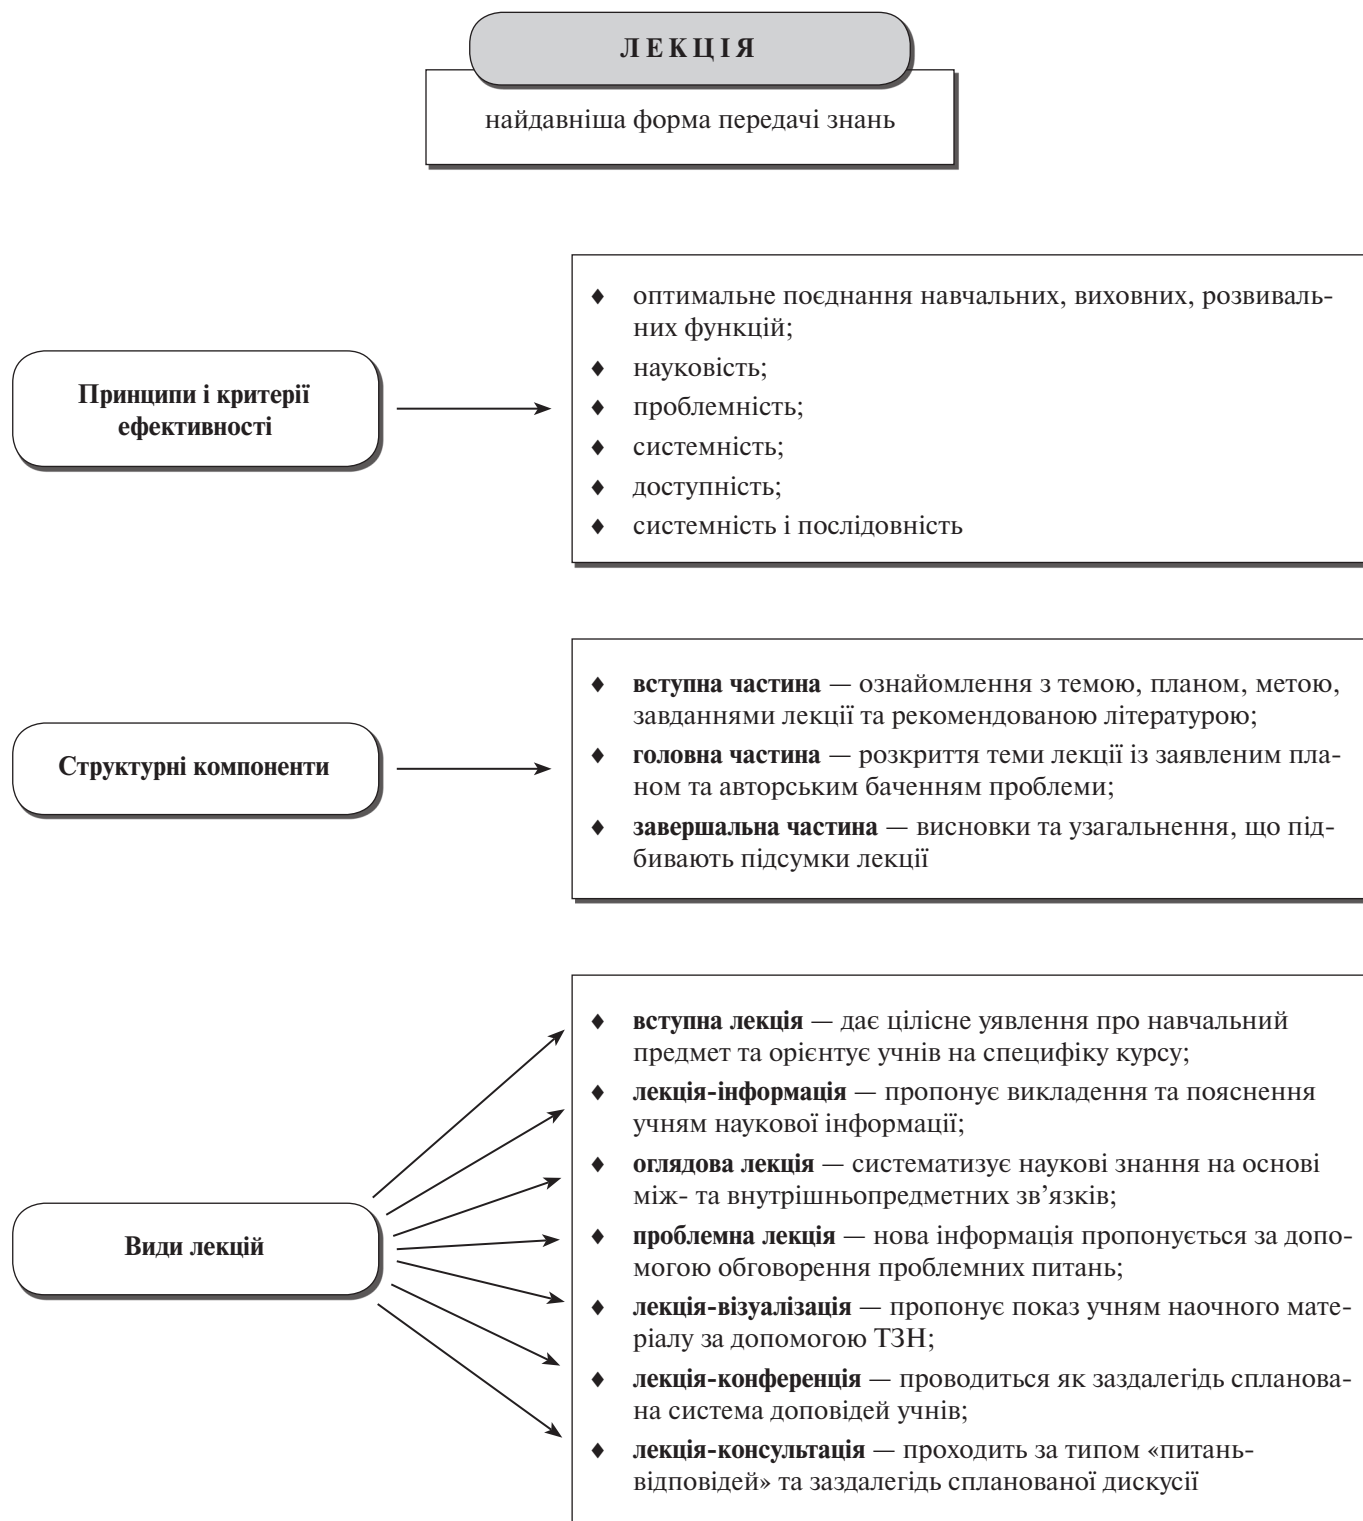 ЛЕКЦІЯ
найдавніша форма передачі знань
Принципи і критерії
ефективності
♦ оптимальне поєднання навчальних, виховних, розвиваль-
них функцій;
♦ науковість;
♦ проблемність;
♦ системність;
♦ доступність;
♦ системність і послідовність
Структурні компоненти
♦ вступна частина — ознайомлення з темою, планом, метою,
завданнями лекції та рекомендованою літературою;
♦ головна частина — розкриття теми лекції із заявленим пла-
ном та авторським баченням проблеми;
♦ завершальна частина — висновки та узагальнення, що під-
бивають підсумки лекції
Види лекцій
♦ вступна лекція — дає цілісне уявлення про навчальний
предмет та орієнтує учнів на специфіку курсу;
♦ лекція-інформація — пропонує викладення та пояснення
учням наукової інформації;
♦ оглядова лекція — систематизує наукові знання на основі
між- та внутрішньопредметних зв’язків;
♦ проблемна лекція — нова інформація пропонується за допо-
могою обговорення проблемних питань;
♦ лекція-візуалізація — пропонує показ учням наочного мате-
ріалу за допомогою ТЗН;
♦ лекція-конференція — проводиться як заздалегідь спланова-
на система доповідей учнів;
♦ лекція-консультація — проходить за типом «питань-
відповідей» та заздалегідь спланованої дискусії